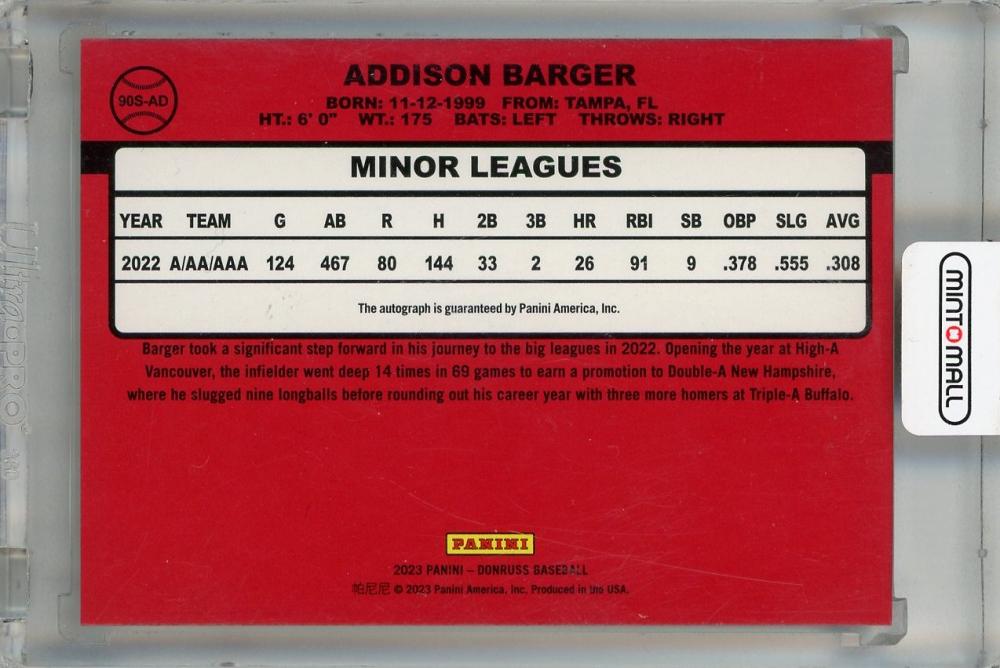 90S-AD
ADDISON BARGER
BORN: 11-12-1999 FROM: TAMPA, FL
HT.: 6' 0" WT.: 175 BATS: LEFT THROWS: RIGHT
MINOR LEAGUES
YEAR TEAM G AB R H 2B 3B HR RBI SB OBP SLG AVG
2022 A/AA/AAA 124 467 80 144 33 2 26 91 9 .378 .555 .308
The autograph is guaranteed by Panini America, Inc.
Barger took a significant step forward in his journey to the big leagues in 2022. Opening the year at High-A
Vancouver, the infielder went deep 14 times in 69 games to earn a promotion to Double-A New Hampshire,
where he slugged nine longballs before rounding out his career year with three more homers at Triple-A Buffalo.
PANINI
2023 PANINI – DONRUSS BASEBALL
帕尼尼 © 2023 Panini America, Inc. Produced in the USA.
Ultra PRO
MINTOMALL